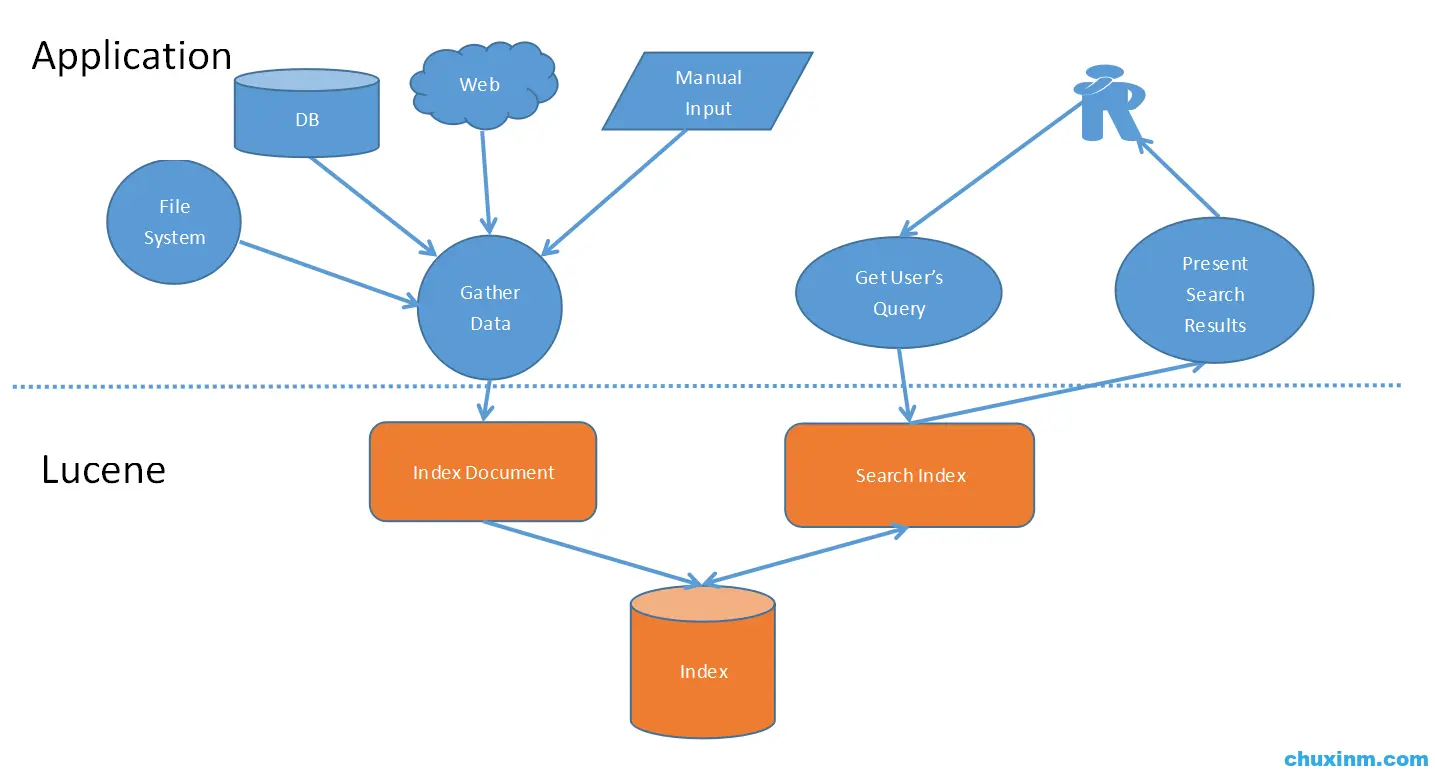 Application
DB
Web
Manual
Input
File
System
Gather
Data
Get User’s
Query
Present
Search
Results
Lucene
Index Document
Search Index
Index
chuxinm.com